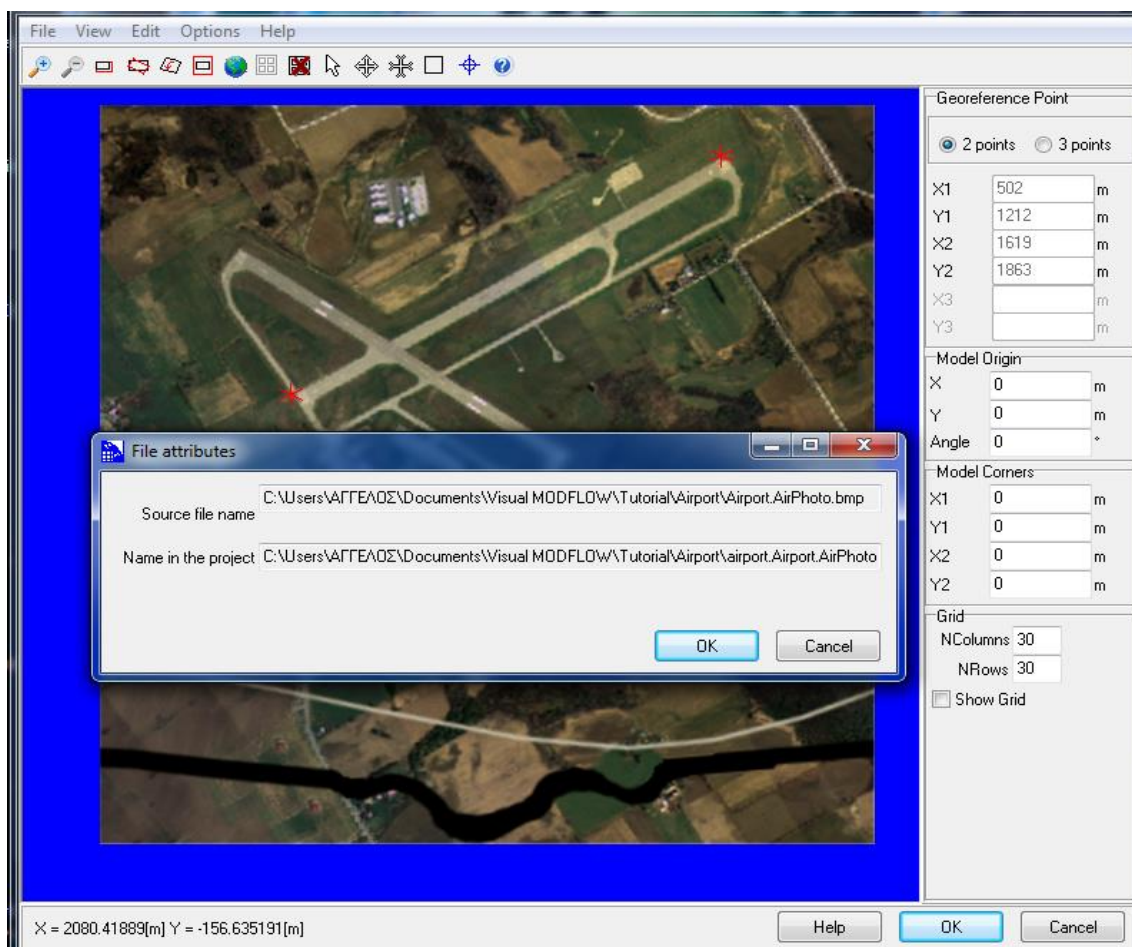 File View Edit Options Help
Georeference Point
2 points 3 points
X1 502 m
Y1 1212 m
X2 1619 m
Y2 1863 m
X3 m
Y3 m
Model Origin
X 0 m
Y 0 m
Angle 0 °
Model Corners
X1 0 m
Y1 0 m
X2 0 m
Y2 0 m
Grid
NColumns 30
NRows 30
Show Grid
File attributes
Source file name C:\Users\ΑΓΓΕΛΟΣ\Documents\Visual MODFLOW\Tutorial\Airport\Airport.AirPhoto.bmp
Name in the project C:\Users\ΑΓΓΕΛΟΣ\Documents\Visual MODFLOW\Tutorial\Airport\airport.Airport.AirPhoto
OK Cancel
X = 2080.41889[m] Y = -156.635191[m]
Help OK Cancel